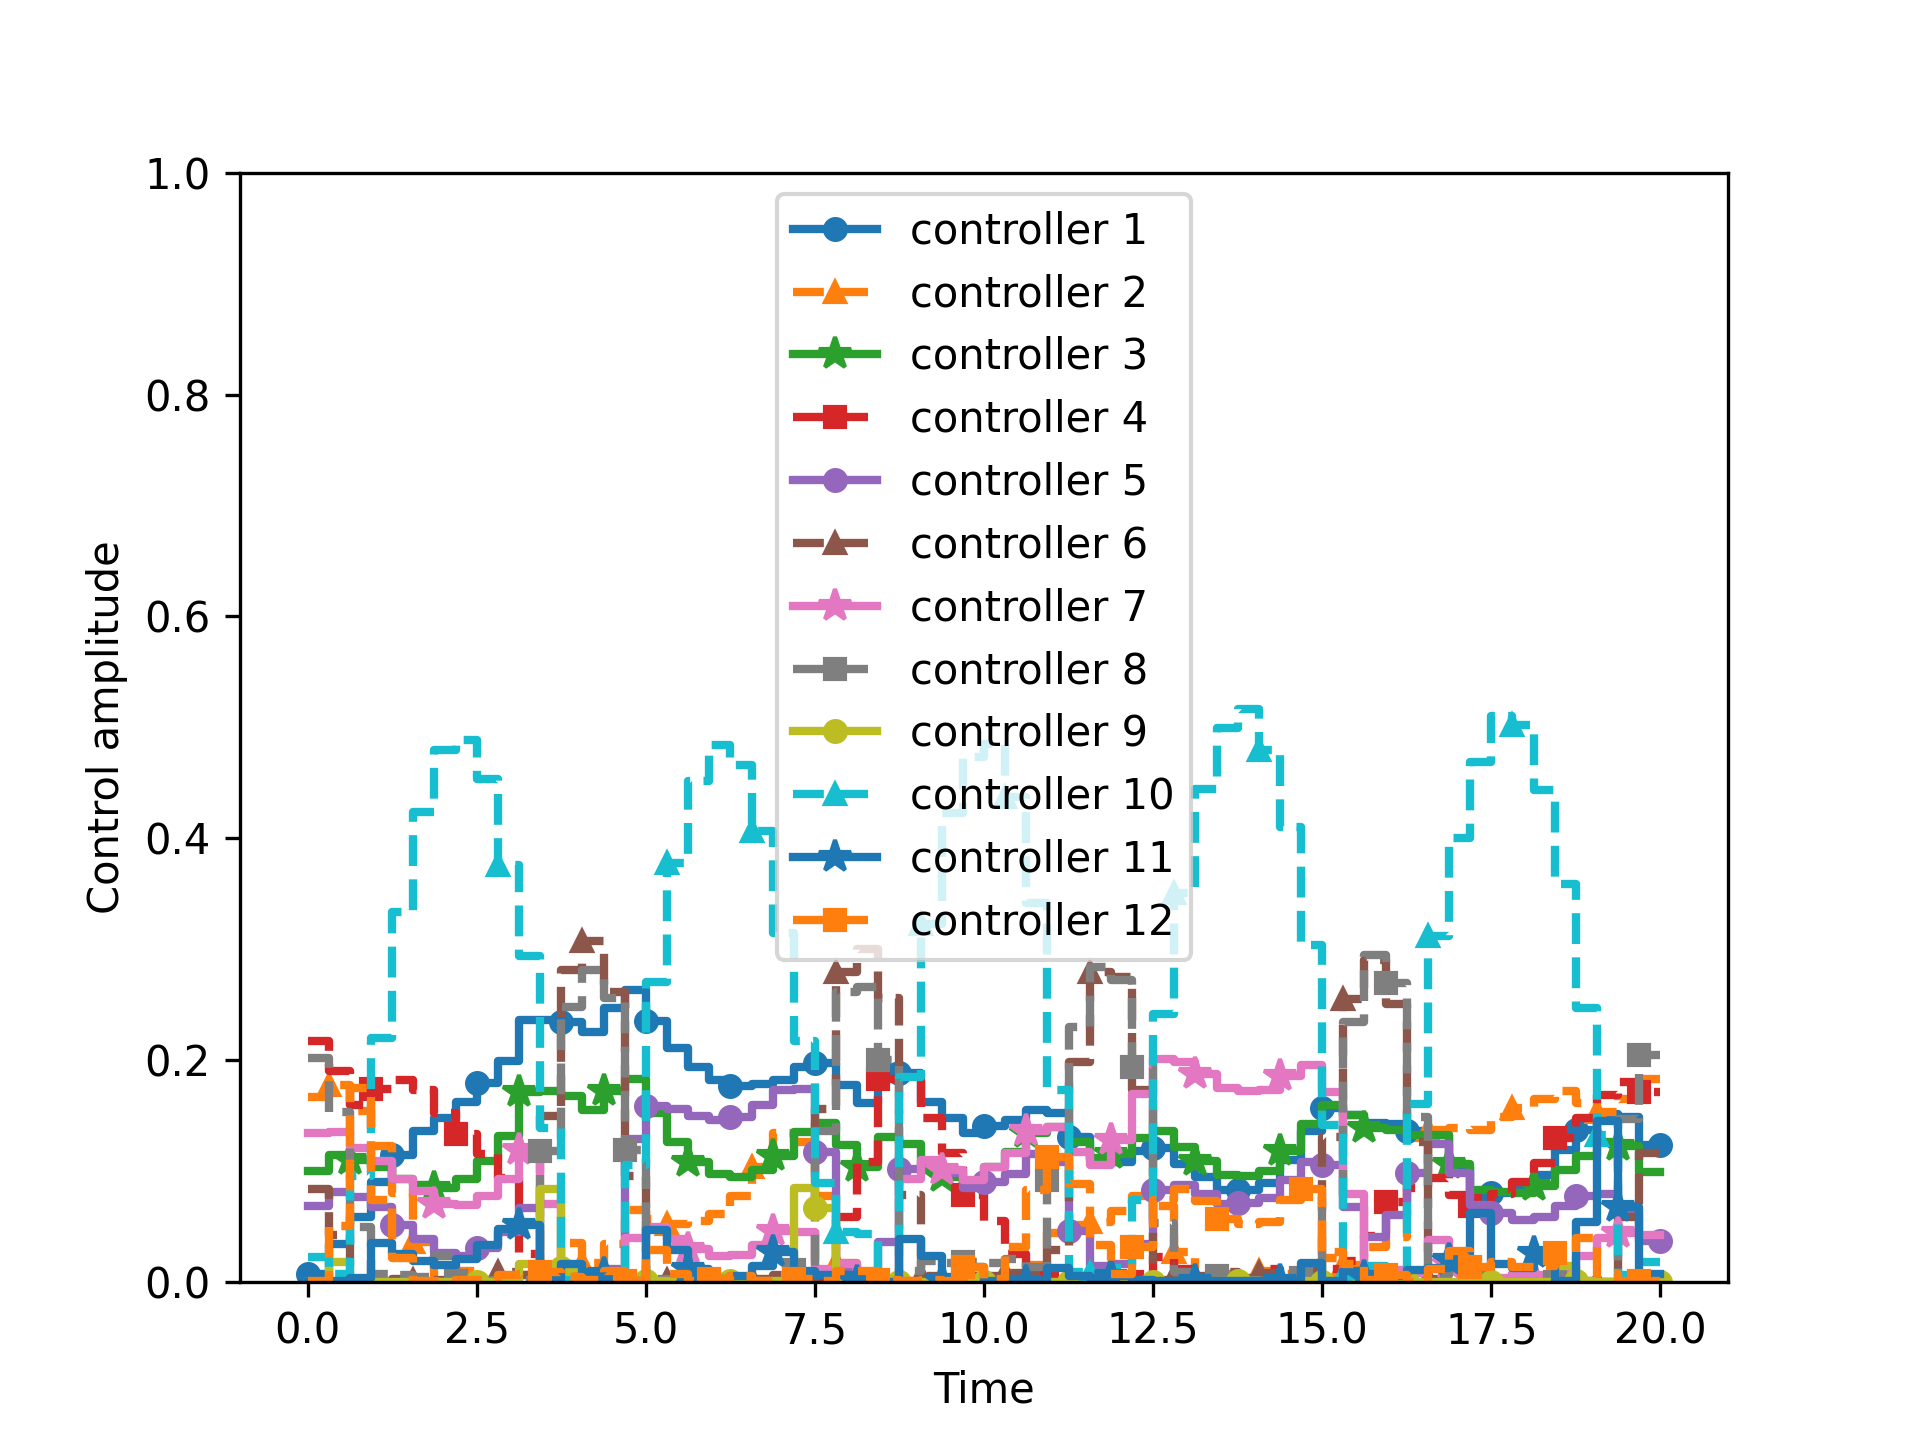 1.0
0.8
0.6
0.4
0.2
0.0
Control amplitude
controller 1
controller 2
controller 3
controller 4
controller 5
controller 6
controller 7
controller 8
controller 9
controller 10
controller 11
controller 12
0.0 2.5 5.0 7.5 10.0 12.5 15.0 17.5 20.0
Time